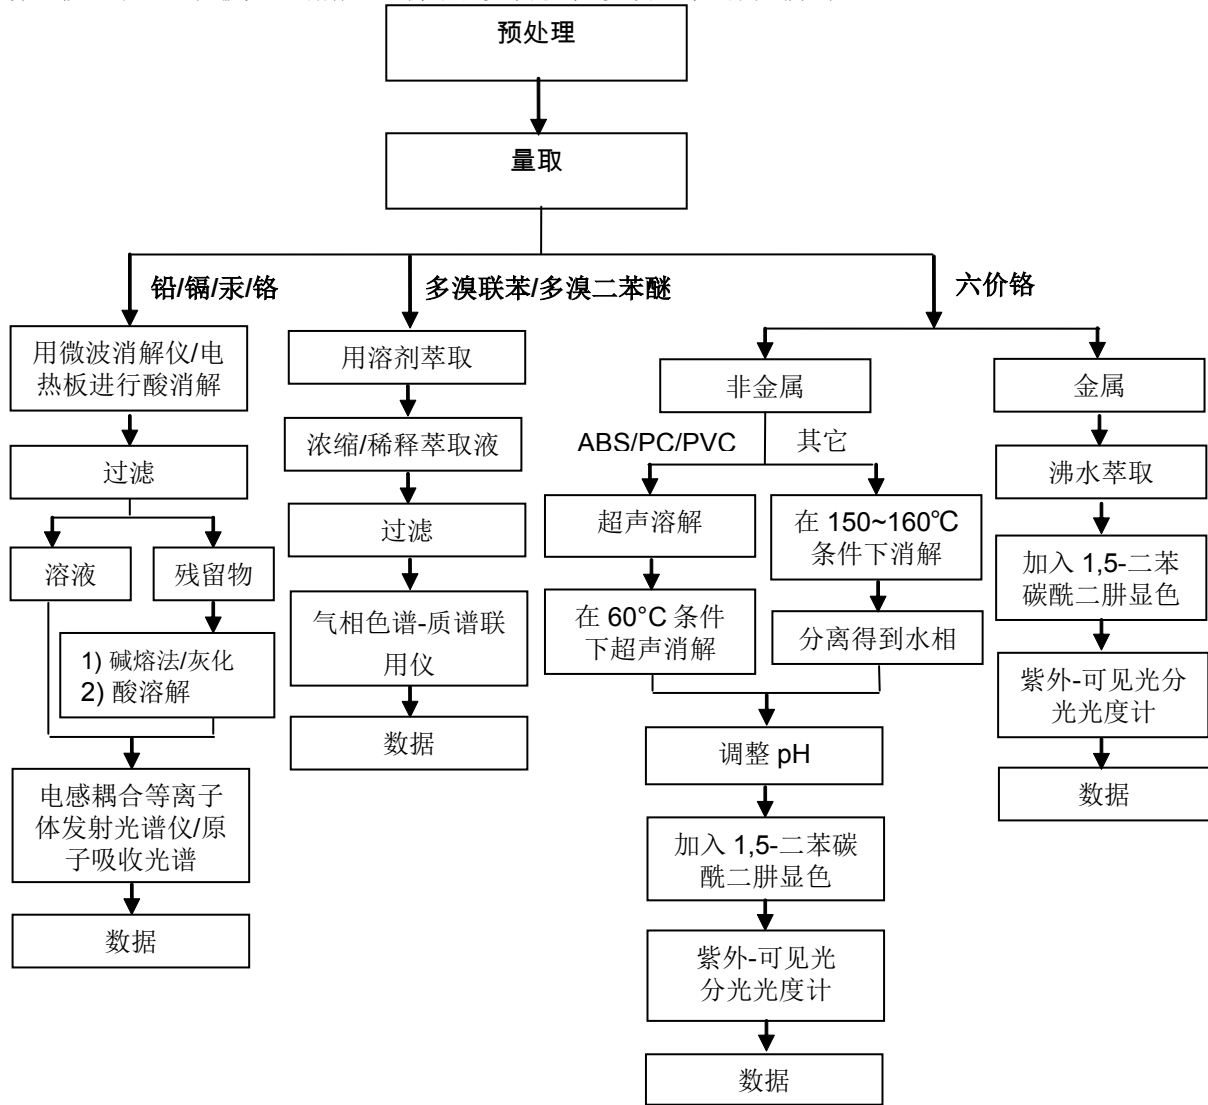 预处理
量取
铅/镉/汞/铬
多溴联苯/多溴二苯醚
六价铬
用微波消解仪/电
热板进行酸消解
过滤
溶液
残留物
1) 碱熔法/灰化
2) 酸溶解
电感耦合等离子
体发射光谱仪/原
子吸收光谱
数据
用溶剂萃取
浓缩/稀释萃取液
过滤
气相色谱-质谱联
用仪
数据
非金属
ABS/PC/PVC
其它
超声溶解
在 60°C 条件
下超声消解
在 150~160℃
条件下消解
分离得到水相
调整 pH
加入 1,5-二苯碳
酰二肼显色
紫外-可见光
分光光度计
数据
金属
沸水萃取
加入 1,5-二苯
碳酰二肼显色
紫外-可见光分
光光度计
数据